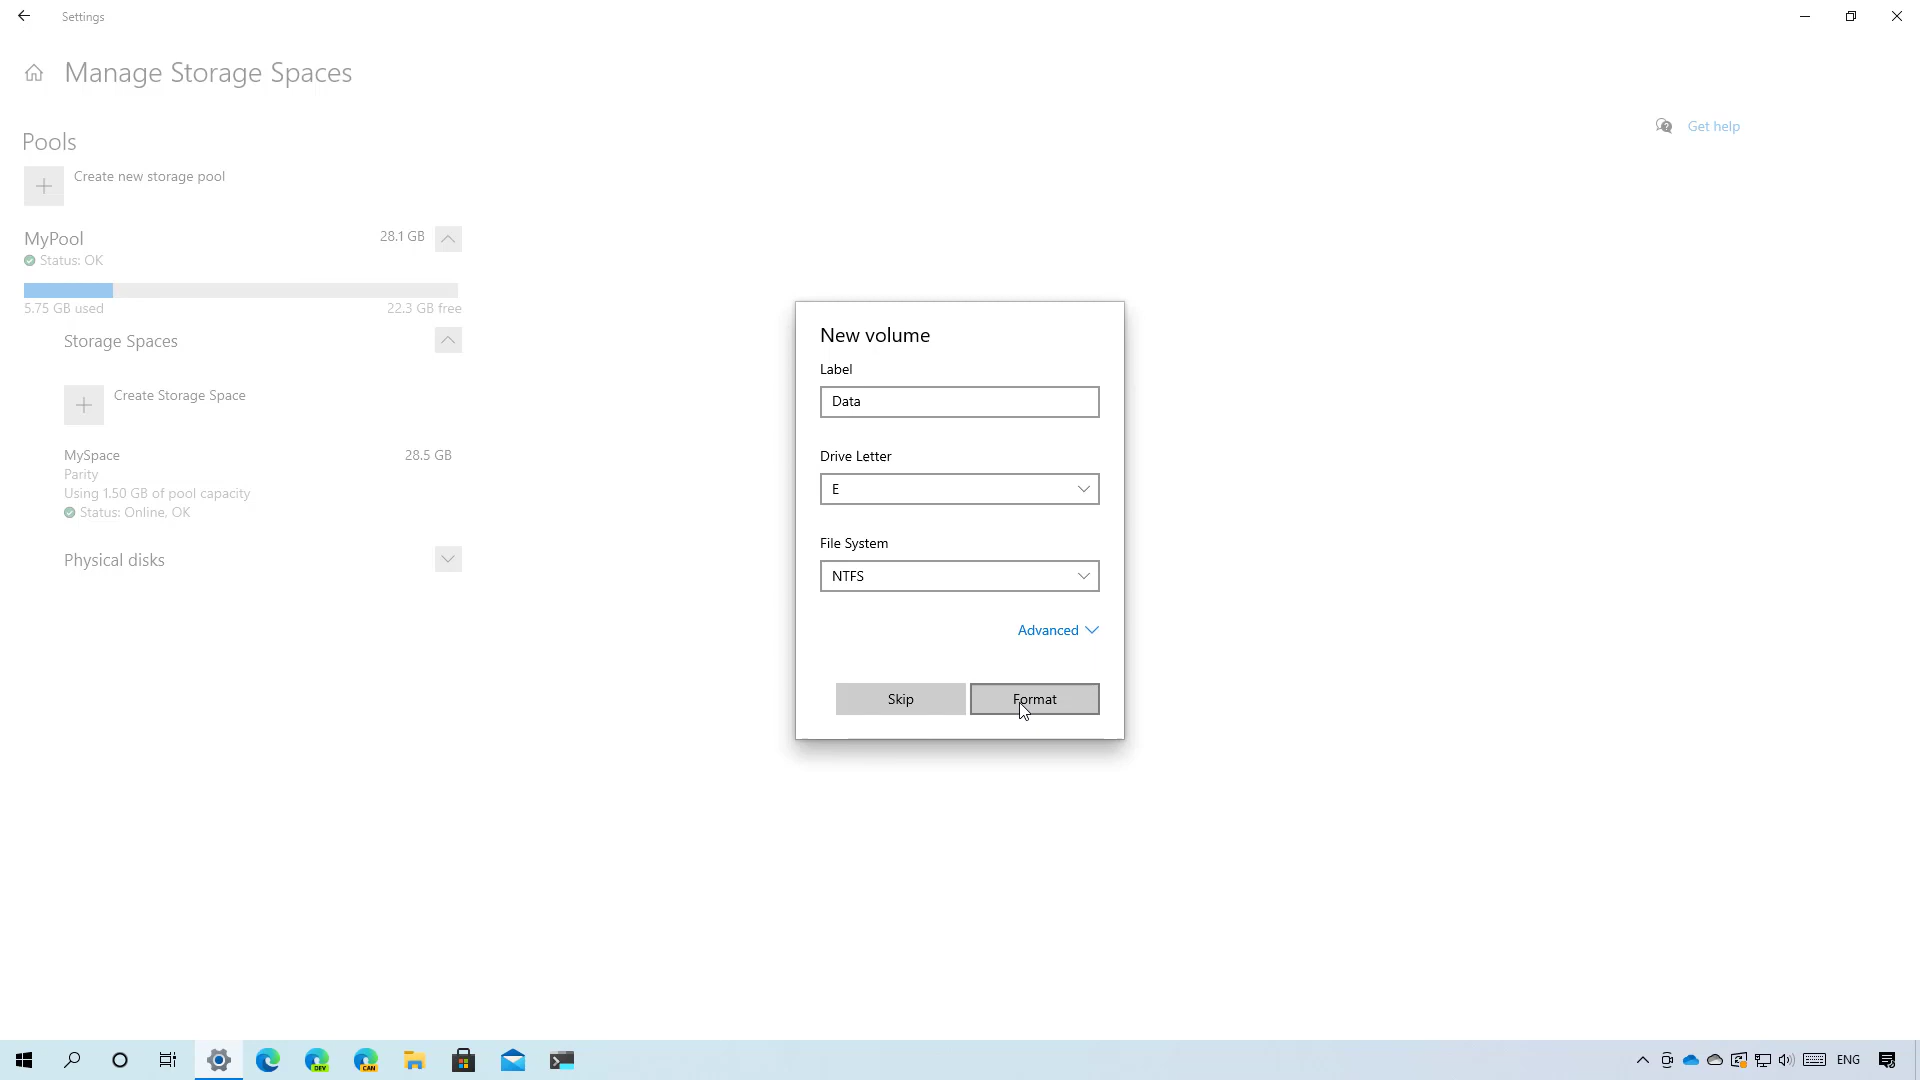 Settings
Manage Storage Spaces
Get help
Pools
Create new storage pool
MyPool
28.1 GB
Status: OK
5.75 GB used
22.3 GB free
Storage Spaces
Create Storage Space
MySpace
28.5 GB
Parity
Using 1.50 GB of pool capacity
Status: Online, OK
Physical disks
New volume
Label
Data
Drive Letter
E
File System
NTFS
Advanced
Skip
Format
DEV
CAN
ENG